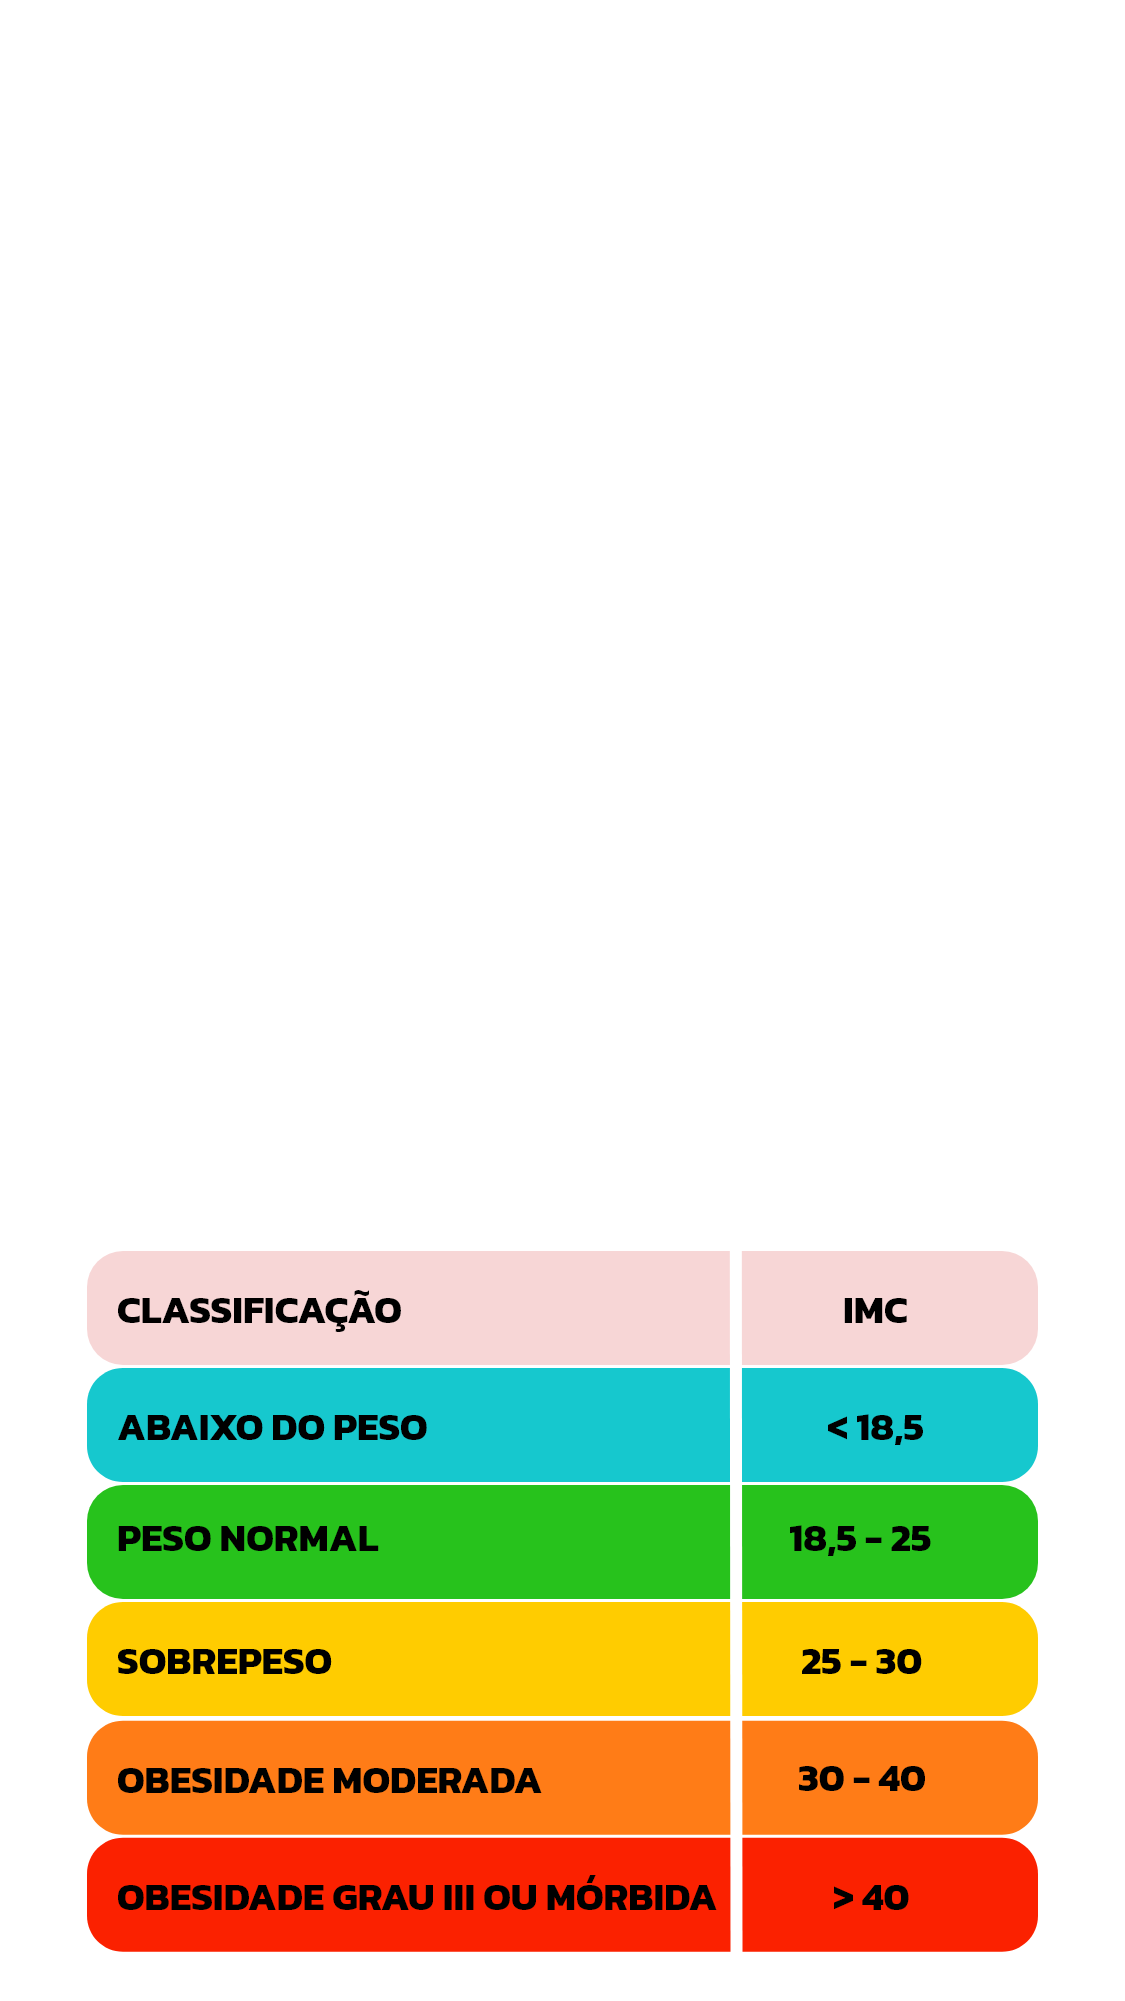 CLASSIFICAÇÃO IMC
ABAIXO DO PESO < 18,5
PESO NORMAL 18,5 – 25
SOBREPESO 25 – 30
OBESIDADE MODERADA 30 – 40
OBESIDADE GRAU III OU MÓRBIDA > 40